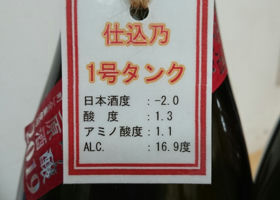 仕込乃
1号タンク
日本酒度 :-2.0
酸 度 :1.3
アミノ酸度 :1.1
ALC. :16.9度